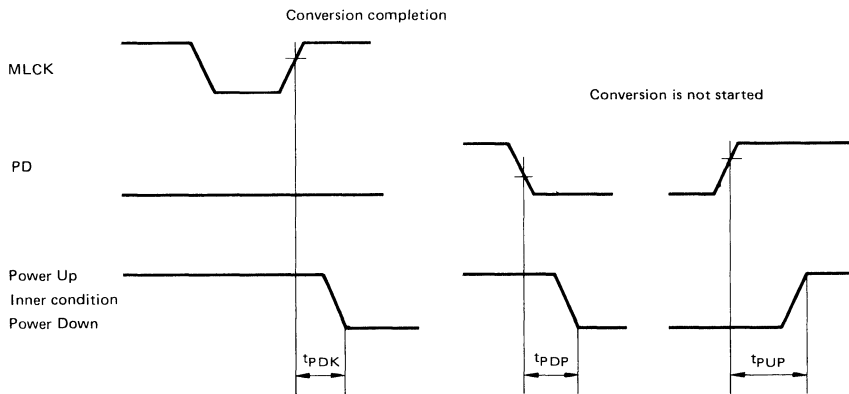 Conversion completion
MLCK
Conversion is not started
PD
Power Up
Inner condition
Power Down
tPDK
tPDP
tPUP